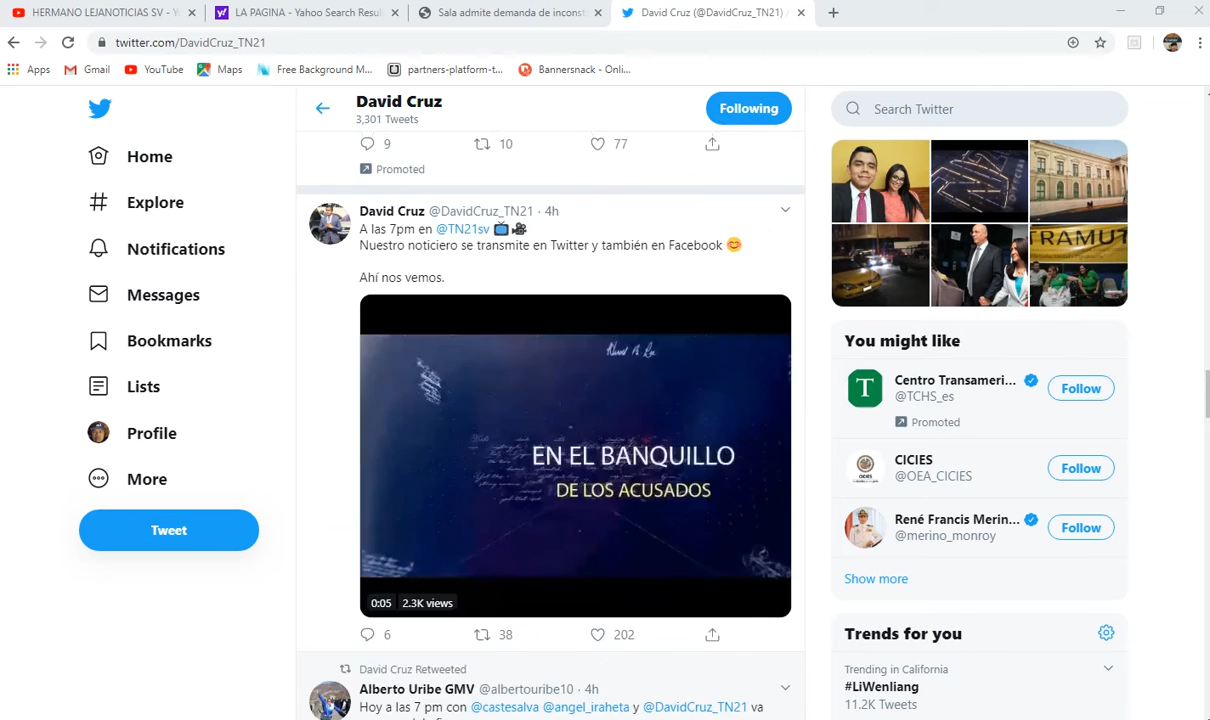 HERMANO LEJANOTICIAS SV - Y
LA PAGINA - Yahoo Search Resul
Sala admite demanda de inconst
David Cruz (@DavidCruz_TN21) /
twitter.com/DavidCruz_TN21
Apps
Gmail
YouTube
Maps
Free Background M...
partners-platform-t...
Bannersnack - Onli...
David Cruz
3,301 Tweets
Following
Search Twitter
Home
Explore
Notifications
Messages
Bookmarks
Lists
Profile
More
Tweet
9
10
77
Promoted
David Cruz @DavidCruz_TN21 · 4h
A las 7pm en @TN21sv 📺🎥
Nuestro noticiero se transmite en Twitter y también en Facebook 😊
Ahí nos vemos.
EN EL BANQUILLO
DE LOS ACUSADOS
0:05 2.3K views
6
38
202
David Cruz Retweeted
Alberto Uribe GMV @albertouribe10 · 4h
Hoy a las 7 pm con @castesalva @angel_iraheta y @DavidCruz_TN21 va
TRAMUT
You might like
Centro Transameri...
@TCHS_es
Promoted
Follow
CICIES
@OEA_CICIES
Follow
René Francis Merin...
@merino_monroy
Follow
Show more
Trends for you
Trending in California
#LiWenliang
11.2K Tweets